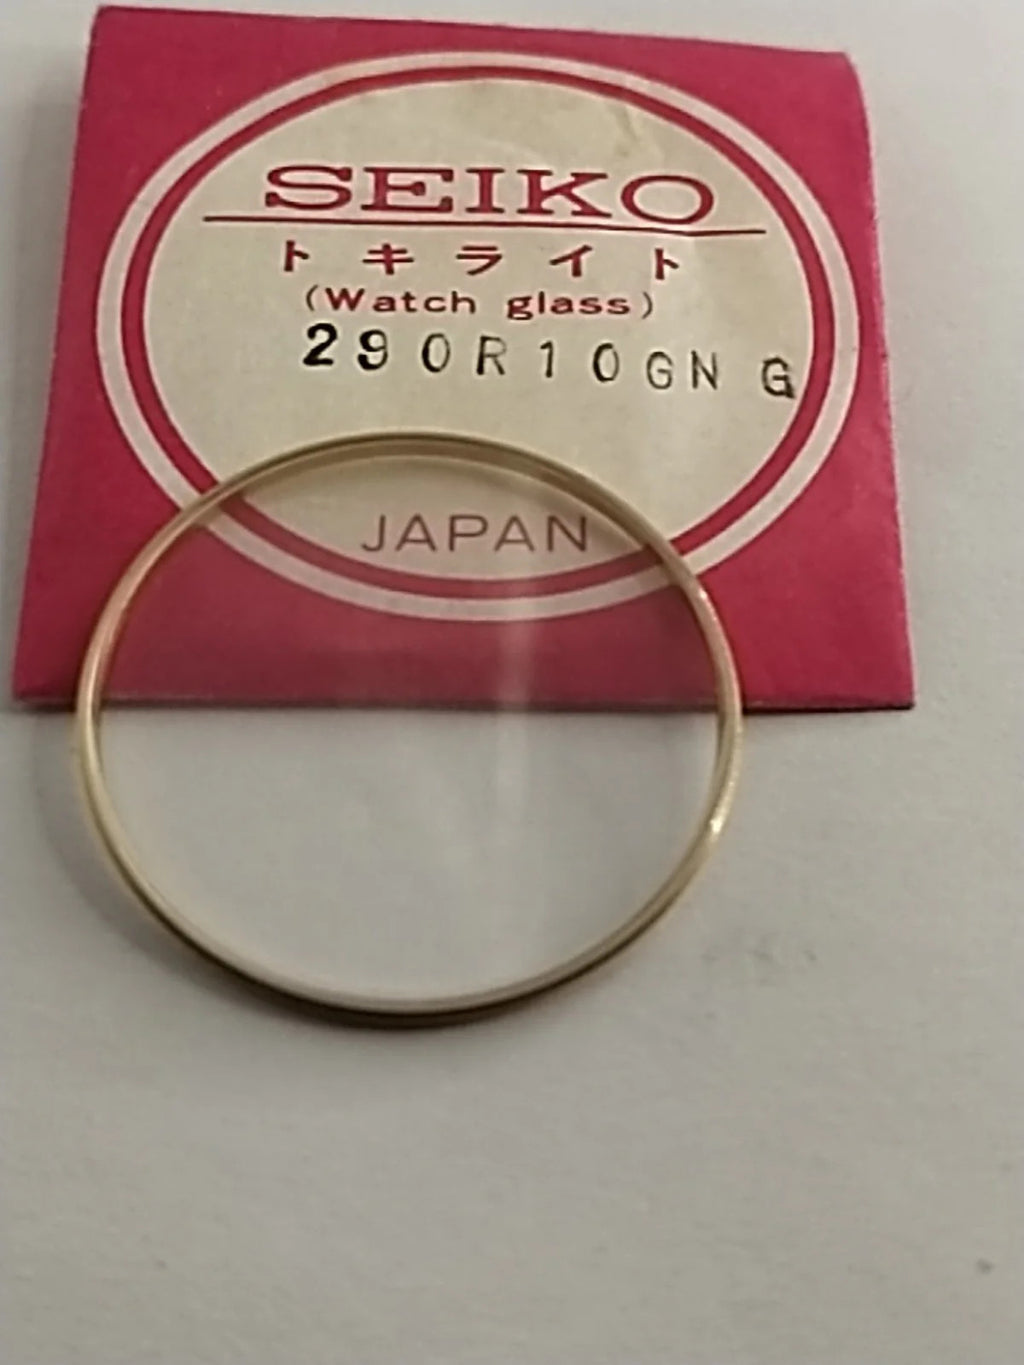 SEIKO
トキライト
(Watch glass)
290R10GN G
JAPAN